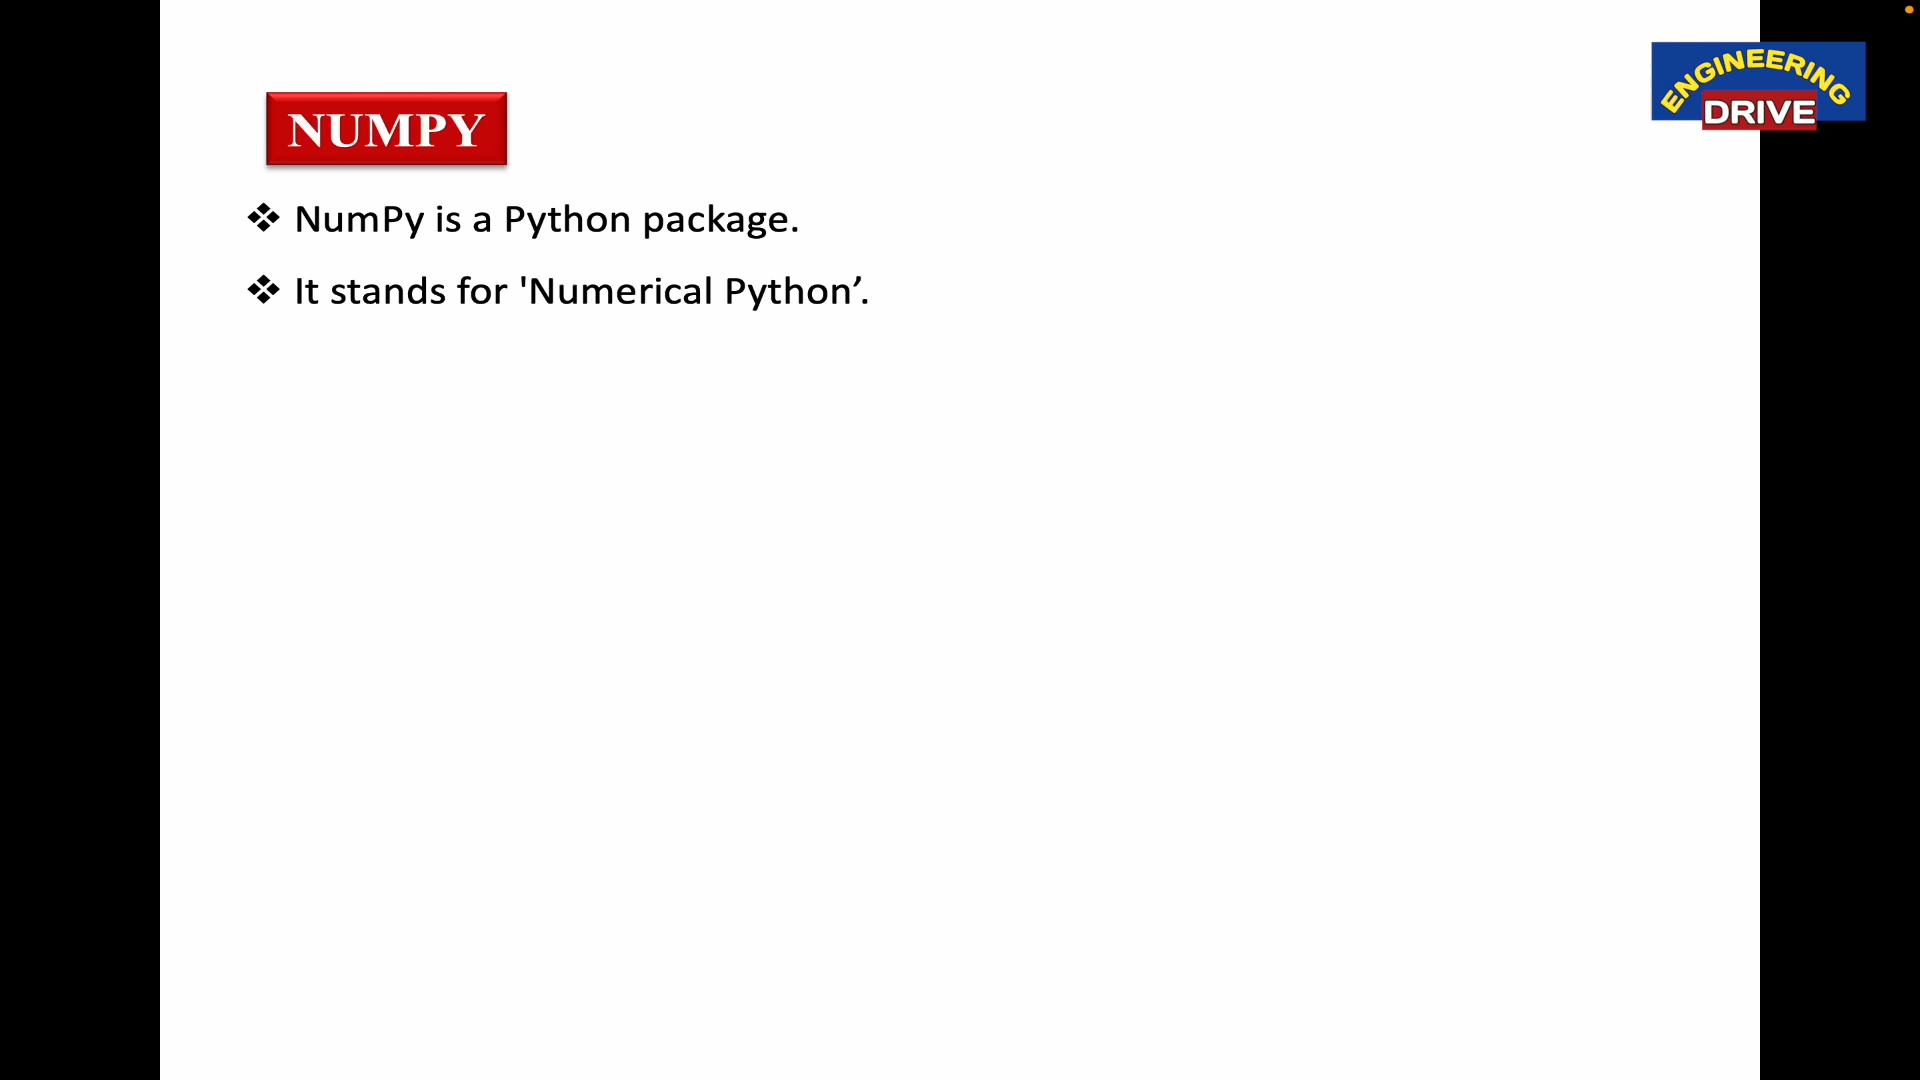 ENGINEERING
DRIVE
NUMPY
❖ NumPy is a Python package.
❖ It stands for 'Numerical Python’.